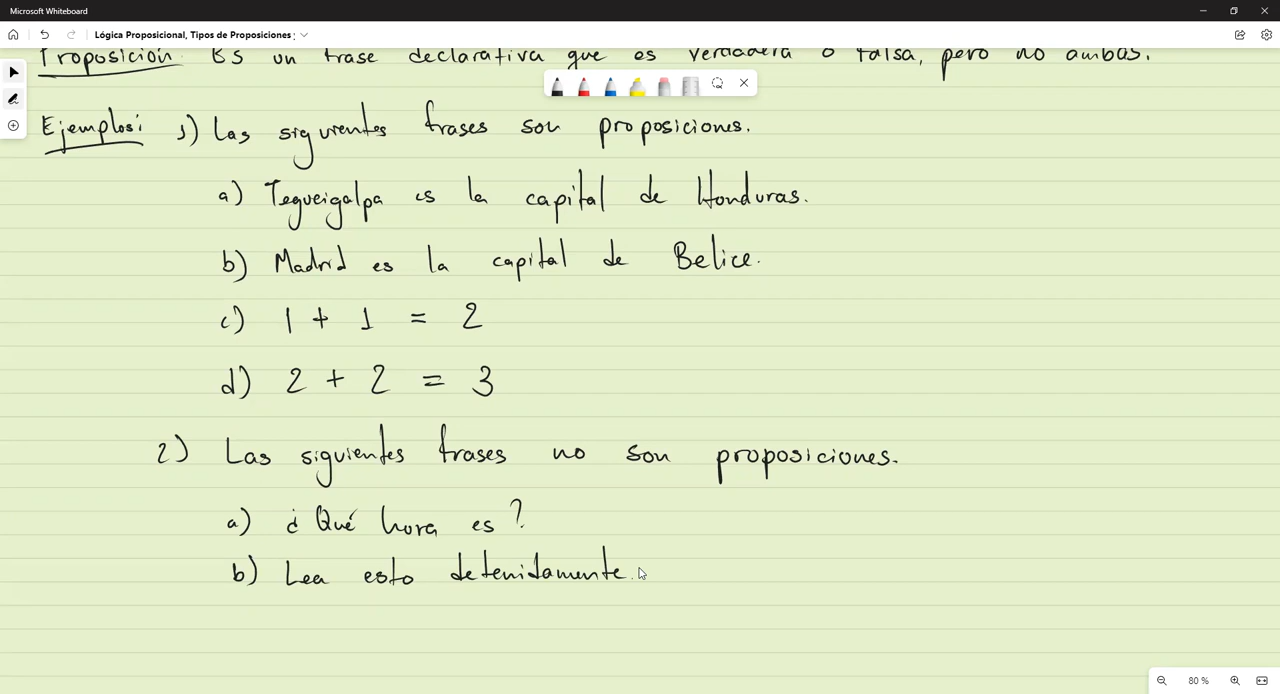 Microsoft Whiteboard
Lógica Proposicional, Tipos de Proposiciones
Proposición: Es un frase declarativa que es verdadera o falsa, pero no ambas.
Ejemplos: 1) Las siguientes frases son proposiciones.
a) Tegucigalpa es la capital de Honduras.
b) Madrid es la capital de Belice.
c) 1 + 1 = 2
d) 2 + 2 = 3
2) Las siguientes frases no son proposiciones.
a) ¿Qué hora es?
b) Lea esto detenidamente.
80 %